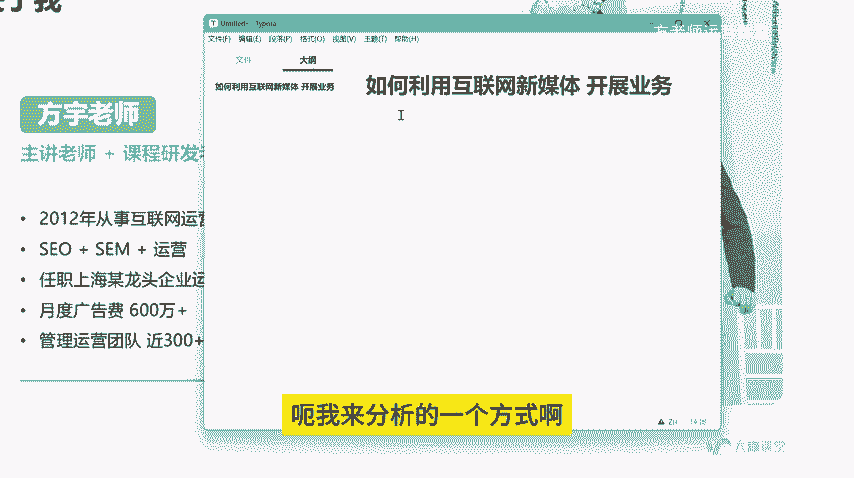 于我
方宇老师
主讲老师 + 课程研发
• 2012年从事互联网运营
• SEO + SEM + 运营
• 任职上海某龙头企业运
• 月度广告费 600万+
• 管理运营团队 近300+
Untitled - Typora
文件(F) 编辑(E) 段落(P) 格式(O) 视图(V) 主题(T) 帮助(H)
文件 大纲
如何利用互联网新媒体 开展业务
如何利用互联网新媒体 开展业务
呃我来分析的一个方式啊